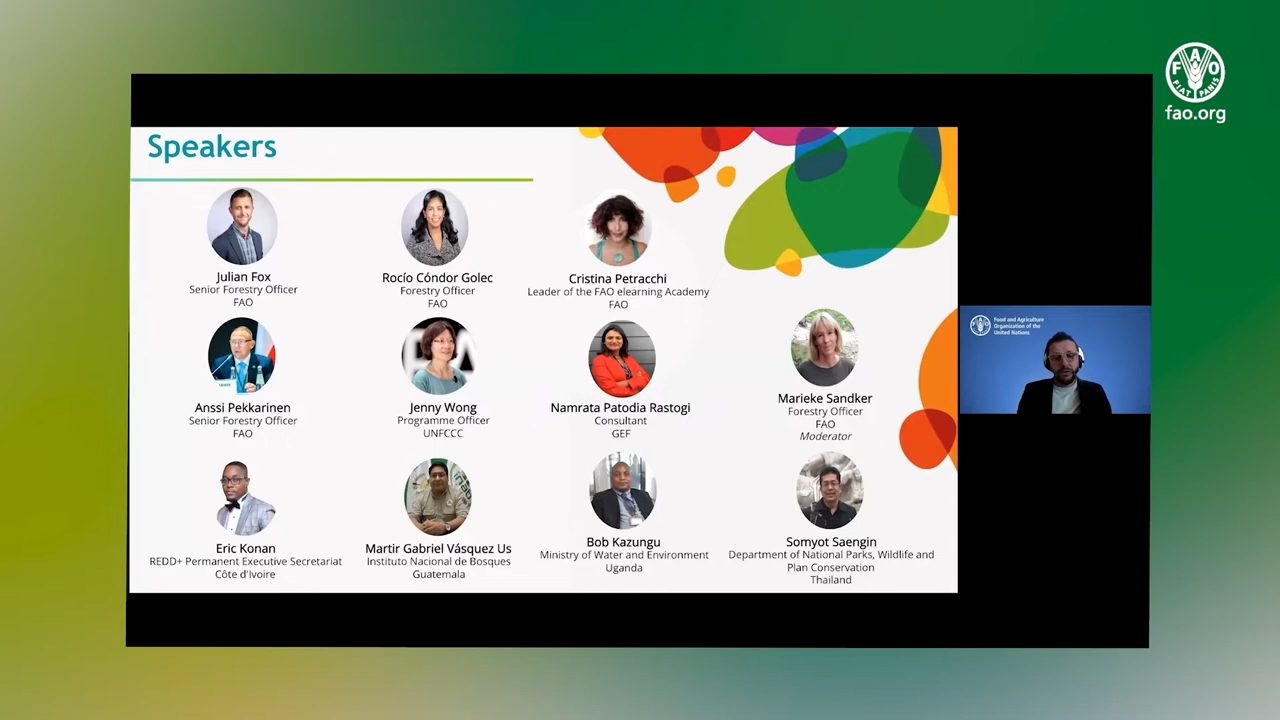 FAO
FIAT PANIS
fao.org
Speakers
Julian Fox
Senior Forestry Officer
FAO
Rocío Cóndor Golec
Forestry Officer
FAO
Cristina Petracchi
Leader of the FAO elearning Academy
FAO
Anssi Pekkarinen
Senior Forestry Officer
FAO
Jenny Wong
Programme Officer
UNFCCC
Namrata Patodia Rastogi
Consultant
GEF
Marieke Sandker
Forestry Officer
FAO
Moderator
Eric Konan
REDD+ Permanent Executive Secretariat
Côte d'Ivoire
Martir Gabriel Vásquez Us
Instituto Nacional de Bosques
Guatemala
Bob Kazungu
Ministry of Water and Environment
Uganda
Somyot Saengin
Department of National Parks, Wildlife and
Plan Conservation
Thailand
Food and Agriculture
Organization of the
United Nations